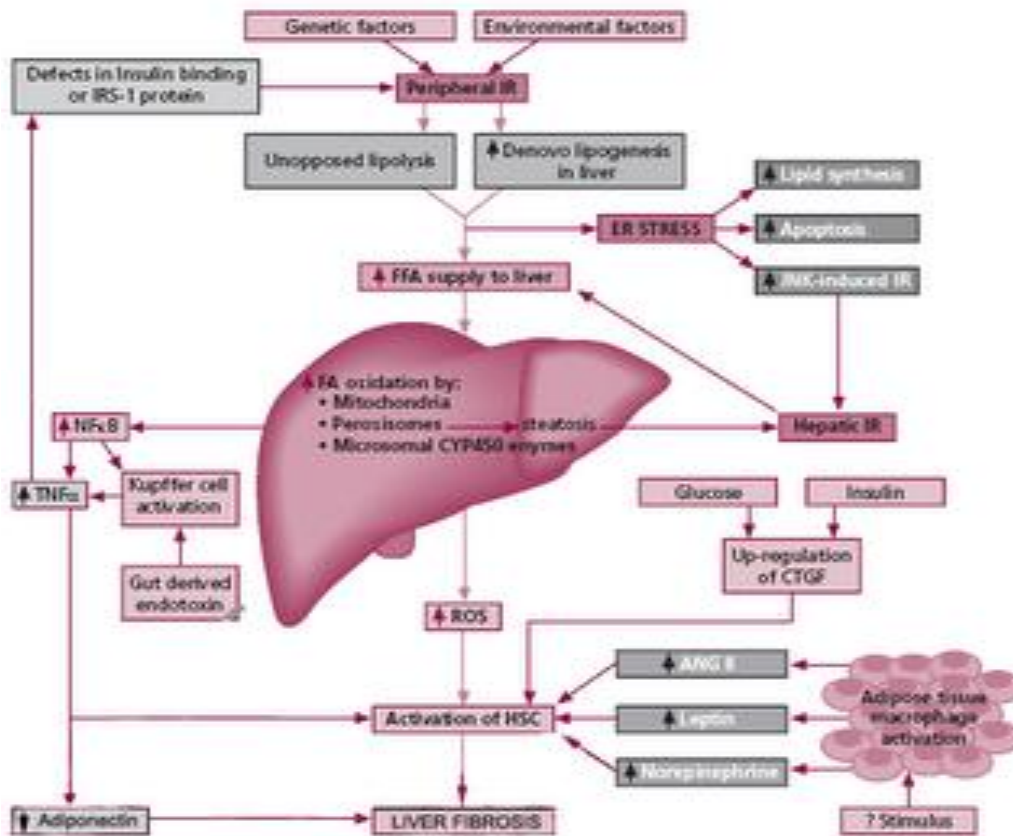 Genetic factors
Environmental factors
Defects in Insulin binding
or IRS-1 protein
Peripheral IR
Unopposed lipolysis
Denovo lipogenesis
in liver
Lipid synthesis
ER STRESS
Apoptosis
FFA supply to liver
JNK-induced IR
FA oxidation by:
• Mitochondria
• Perosisomes
• Microsomal CYP450 enymes
steatosis
Hepatic IR
NFκB
TNFα
Kupffer cell
activation
Gut derived
endotoxin
Glucose
Insulin
Up-regulation
of CTGF
ROS
ANG II
Activation of HSC
Leptin
Adipose tissue
macrophage
activation
Norepinephrine
Adiponectin
LIVER FIBROSIS
? Stimulus